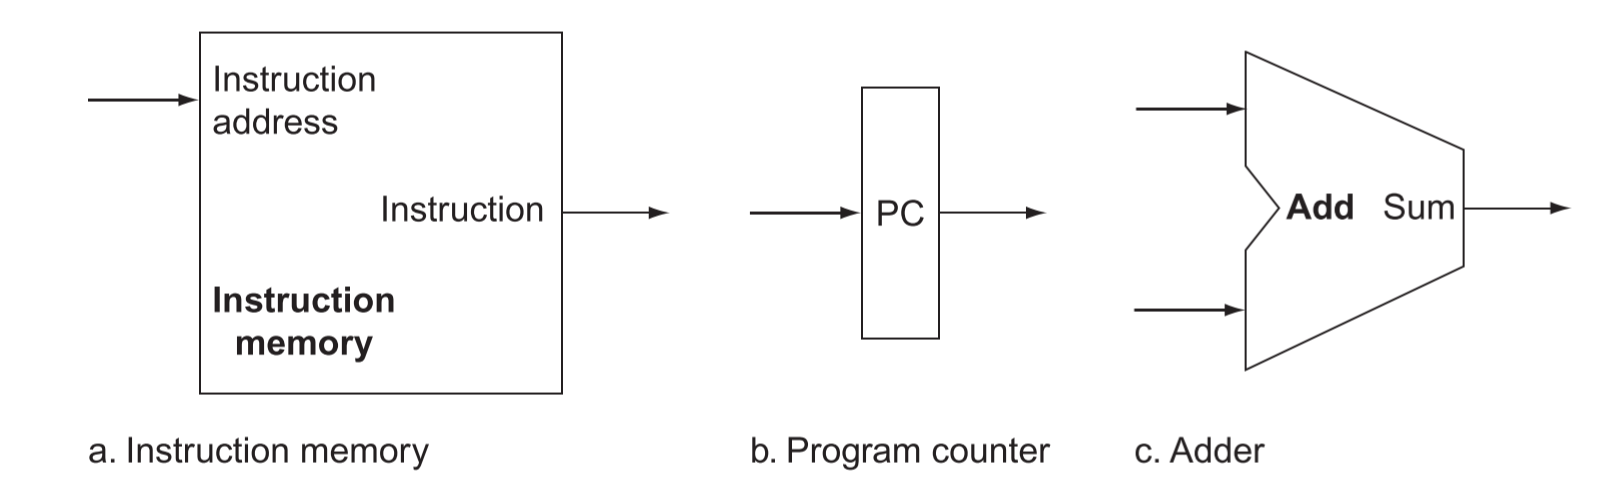 Instruction
address
Instruction
Instruction
memory
PC
Add Sum
a. Instruction memory
b. Program counter
c. Adder